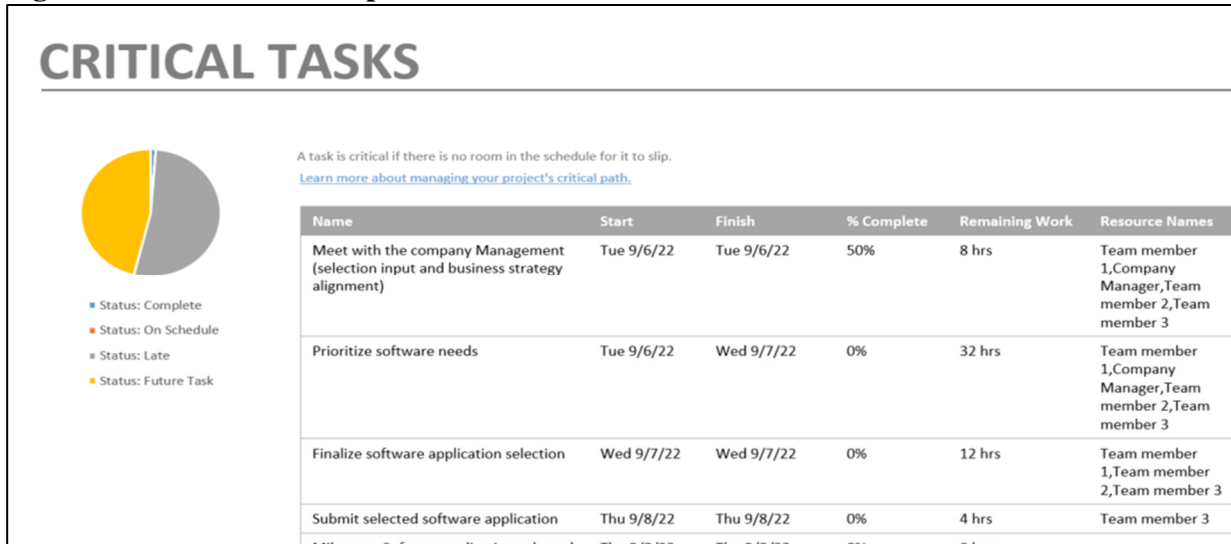 CRITICAL TASKS
A task is critical if there is no room in the schedule for it to slip.
Learn more about managing your project's critical path.
Status: Complete
Status: On Schedule
Status: Late
Status: Future Task
Name Start Finish % Complete Remaining Work Resource Names
Meet with the company Management Tue 9/6/22 Tue 9/6/22 50% 8 hrs Team member
(selection input and business strategy 1,Company
alignment) Manager,Team
member 2,Team
member 3
Prioritize software needs Tue 9/6/22 Wed 9/7/22 0% 32 hrs Team member
1,Company
Manager,Team
member 2,Team
member 3
Finalize software application selection Wed 9/7/22 Wed 9/7/22 0% 12 hrs Team member
1,Team member
2,Team member 3
Submit selected software application Thu 9/8/22 Thu 9/8/22 0% 4 hrs Team member 3